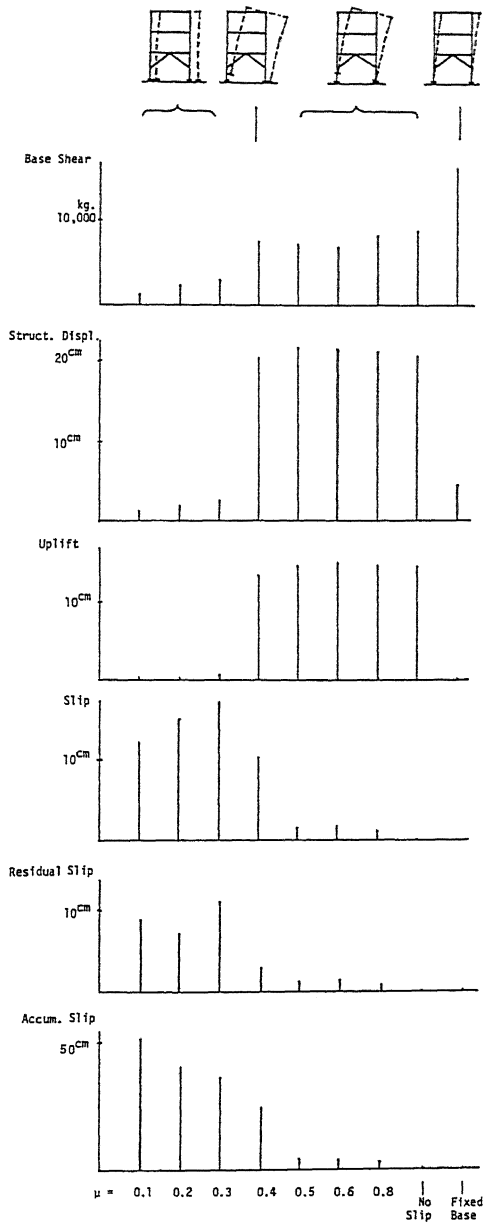 Base Shear
kg.
10,000
Struct. Displ.
20cm
10cm
Uplift
10cm
Slip
10cm
Residual Slip
10cm
Accum. Slip
50cm
μ = 0.1 0.2 0.3 0.4 0.5 0.6 0.8 No Slip Fixed Base